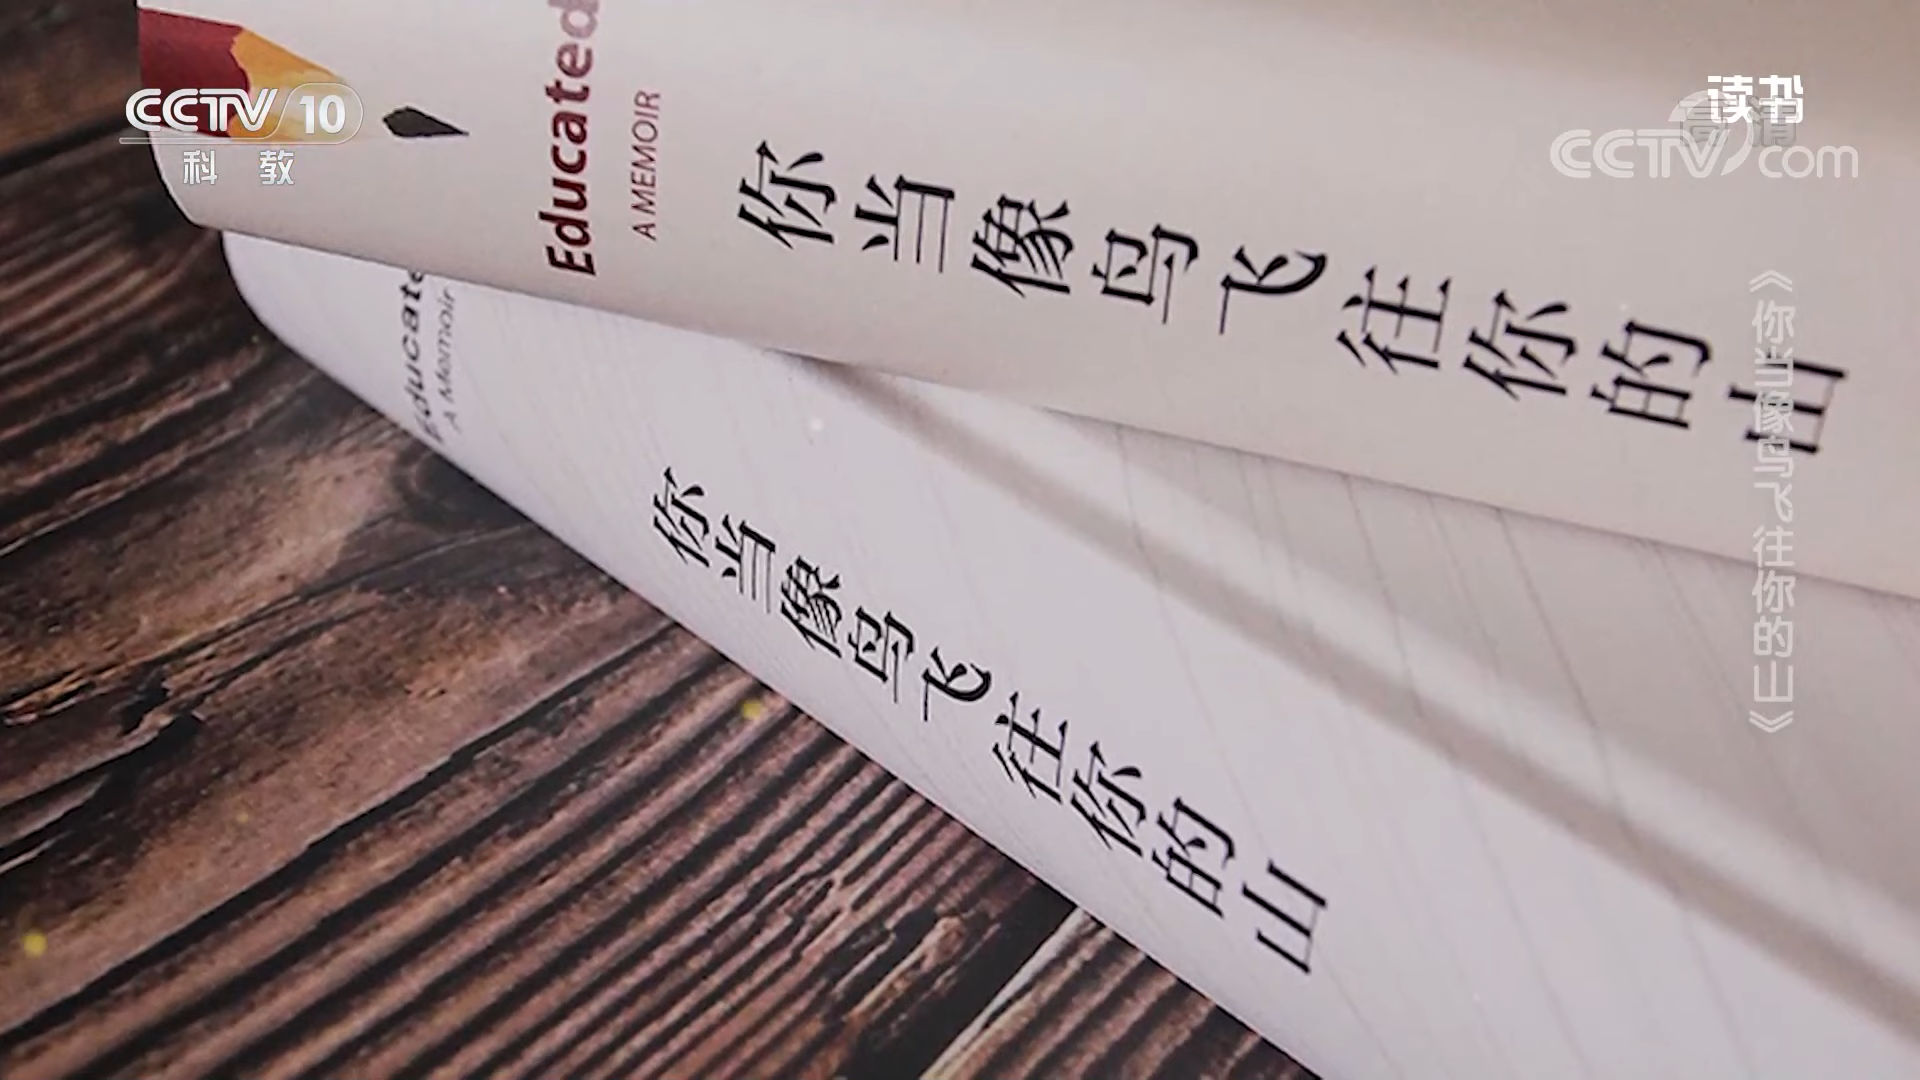 CCTV 10
科 教
读书
高清
CCTV com
Educated
A MEMOIR
你当像鸟飞往你的山
Educate
A Memoir
你当像鸟飞往你的山
《你当像鸟飞往你的山》